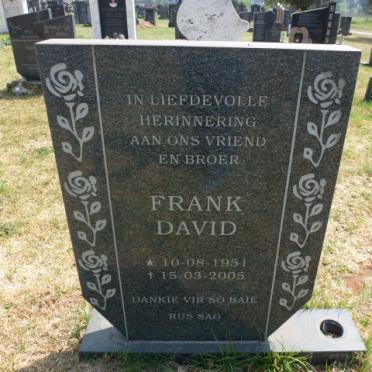 IN LIEFDEVOLLE
HERINNERING
AAN ONS VRIEND
EN BROER
FRANK
DAVID
★ 10-08-1951
† 15-03-2005
DANKIE VIR SO BAIE
RUS SAG